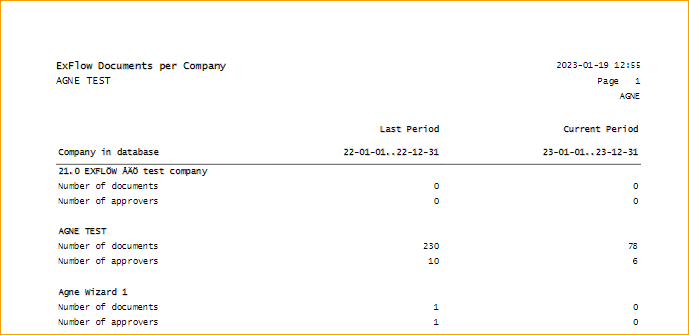 ExFlow Documents per Company 2023-01-19 12:55
AGNE TEST Page 1
AGNE
Last Period Current Period
Company in database 22-01-01..22-12-31 23-01-01..23-12-31
21.0 EXFLOW ÅÄÖ test company
Number of documents 0 0
Number of approvers 0 0
AGNE TEST
Number of documents 230 78
Number of approvers 10 6
Agne Wizard 1
Number of documents 1 0
Number of approvers 1 0